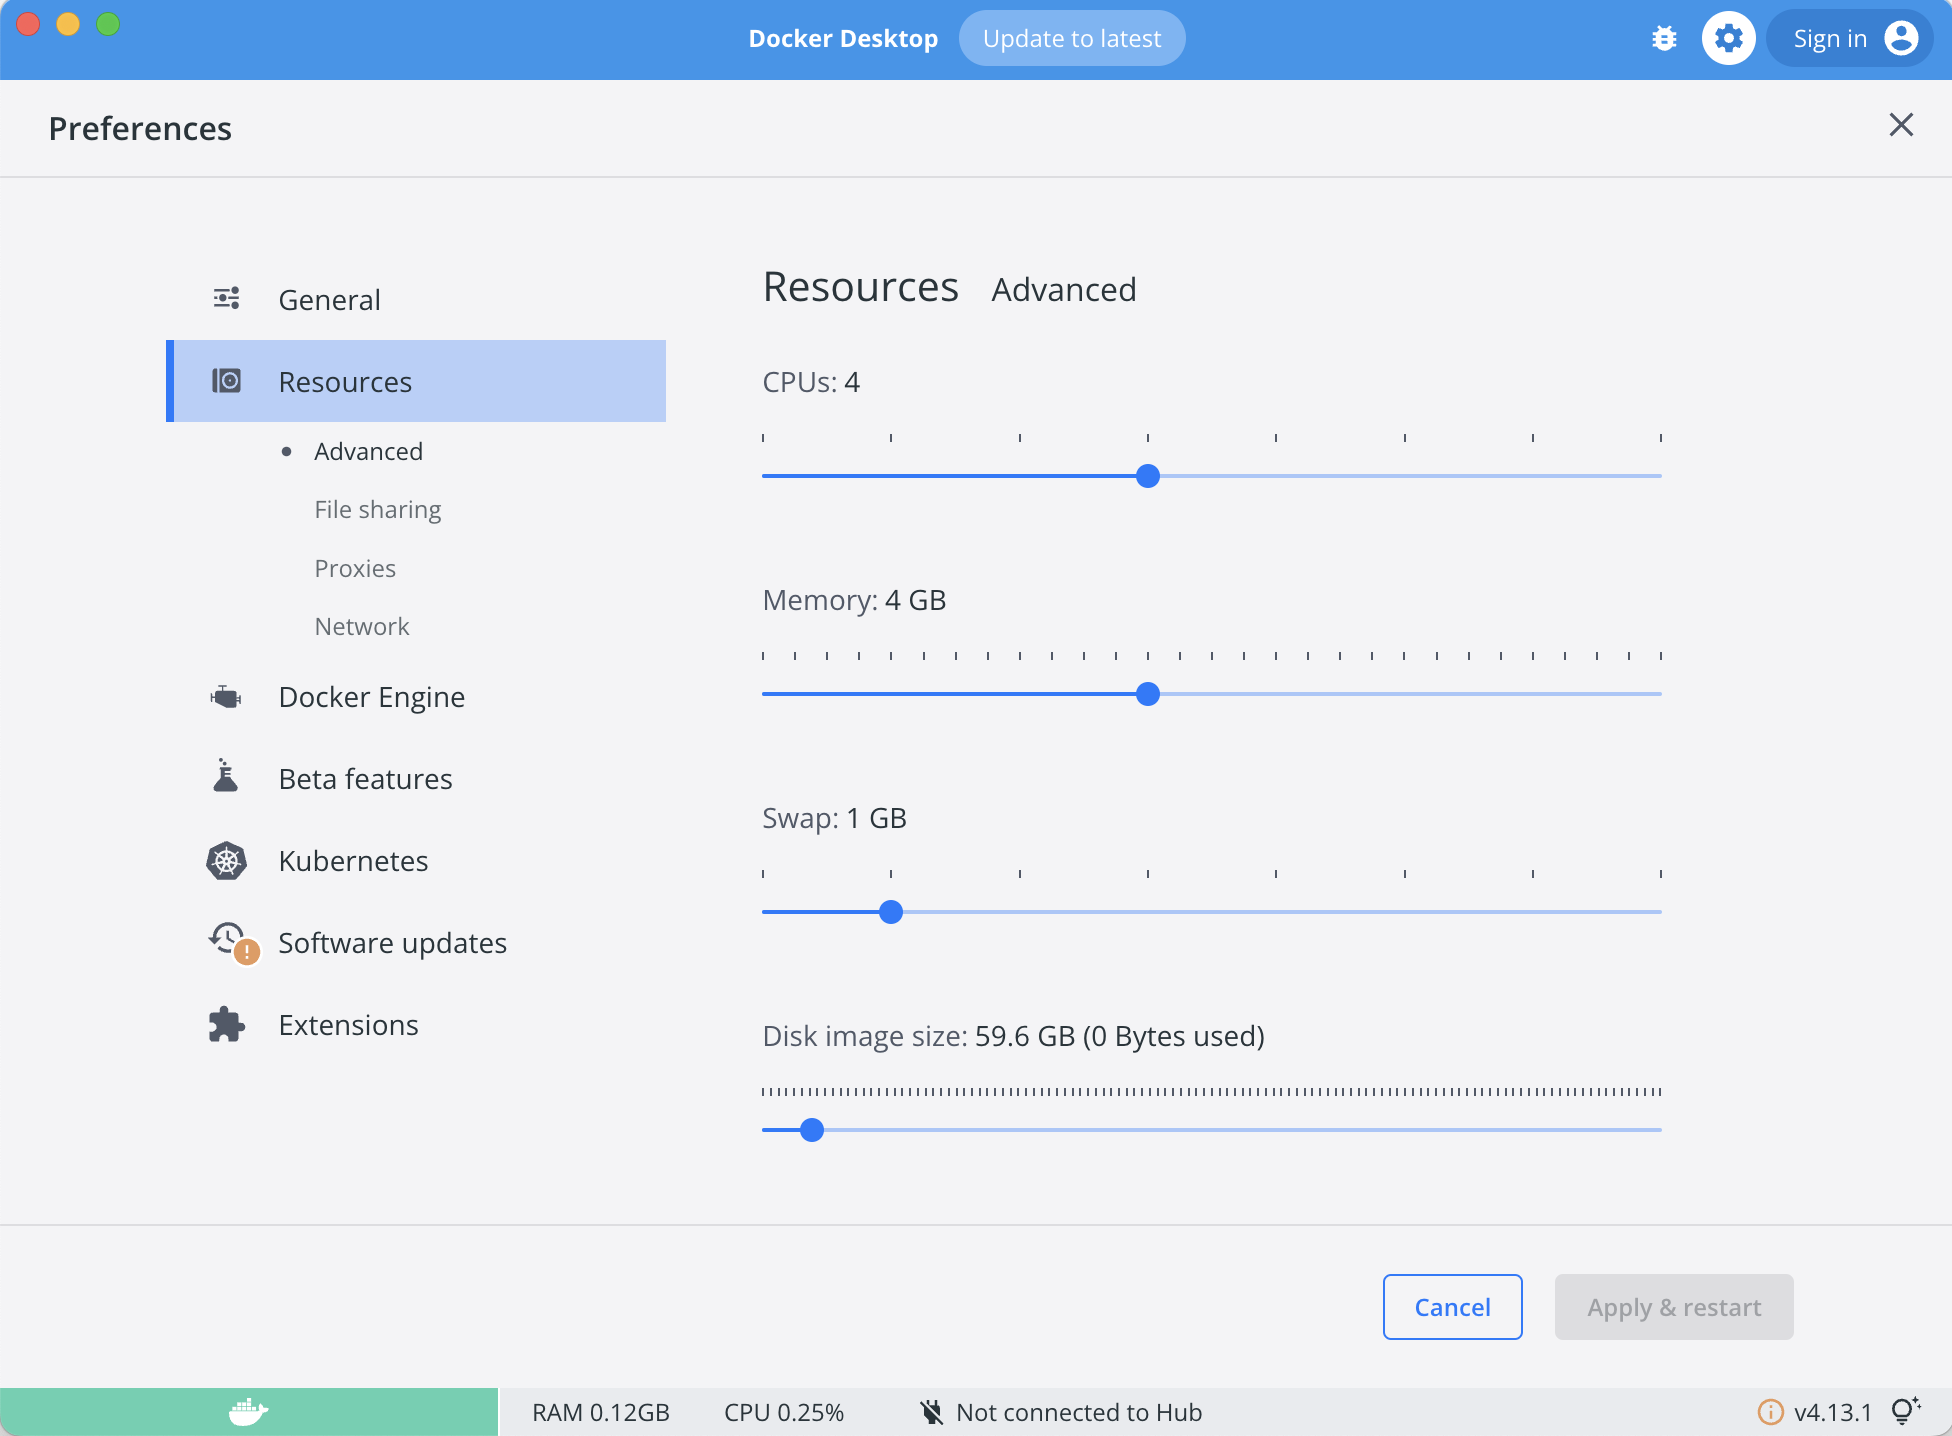 Docker Desktop
Update to latest
Sign in
Preferences
General
Resources
Advanced
File sharing
Proxies
Network
Docker Engine
Beta features
Kubernetes
Software updates
Extensions
Resources Advanced
CPUs: 4
Memory: 4 GB
Swap: 1 GB
Disk image size: 59.6 GB (0 Bytes used)
Cancel
Apply & restart
RAM 0.12GB
CPU 0.25%
Not connected to Hub
v4.13.1